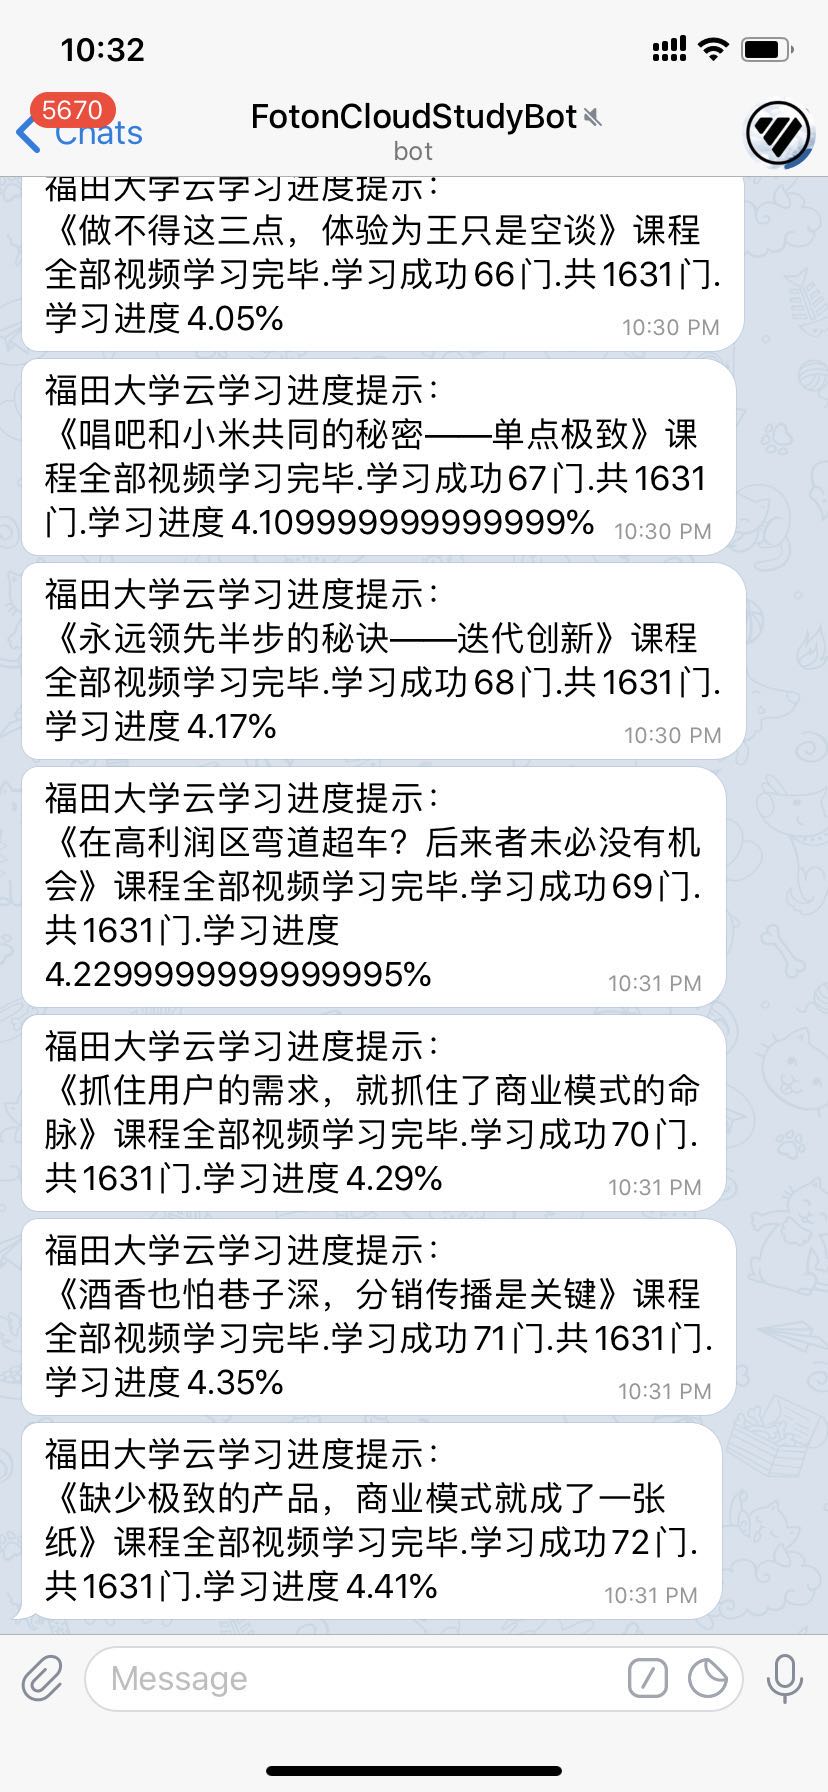 10:32
5670
Chats
FotonCloudStudyBot
bot
福田大学云学习进度提示：
《做不得这三点，体验为王只是空谈》课程
全部视频学习完毕.学习成功66门.共1631门.
学习进度4.05%
10:30 PM
福田大学云学习进度提示：
《唱吧和小米共同的秘密——单点极致》课
程全部视频学习完毕.学习成功67门.共1631
门.学习进度4.109999999999999%
10:30 PM
福田大学云学习进度提示：
《永远领先半步的秘诀——迭代创新》课程
全部视频学习完毕.学习成功68门.共1631门.
学习进度4.17%
10:30 PM
福田大学云学习进度提示：
《在高利润区弯道超车？后来者未必没有机
会》课程全部视频学习完毕.学习成功69门.
共1631门.学习进度
4.2299999999999995%
10:31 PM
福田大学云学习进度提示：
《抓住用户的需求，就抓住了商业模式的命
脉》课程全部视频学习完毕.学习成功70门.
共1631门.学习进度4.29%
10:31 PM
福田大学云学习进度提示：
《酒香也怕巷子深，分销传播是关键》课程
全部视频学习完毕.学习成功71门.共1631门.
学习进度4.35%
10:31 PM
福田大学云学习进度提示：
《缺少极致的产品，商业模式就成了一张
纸》课程全部视频学习完毕.学习成功72门.
共1631门.学习进度4.41%
10:31 PM
Message